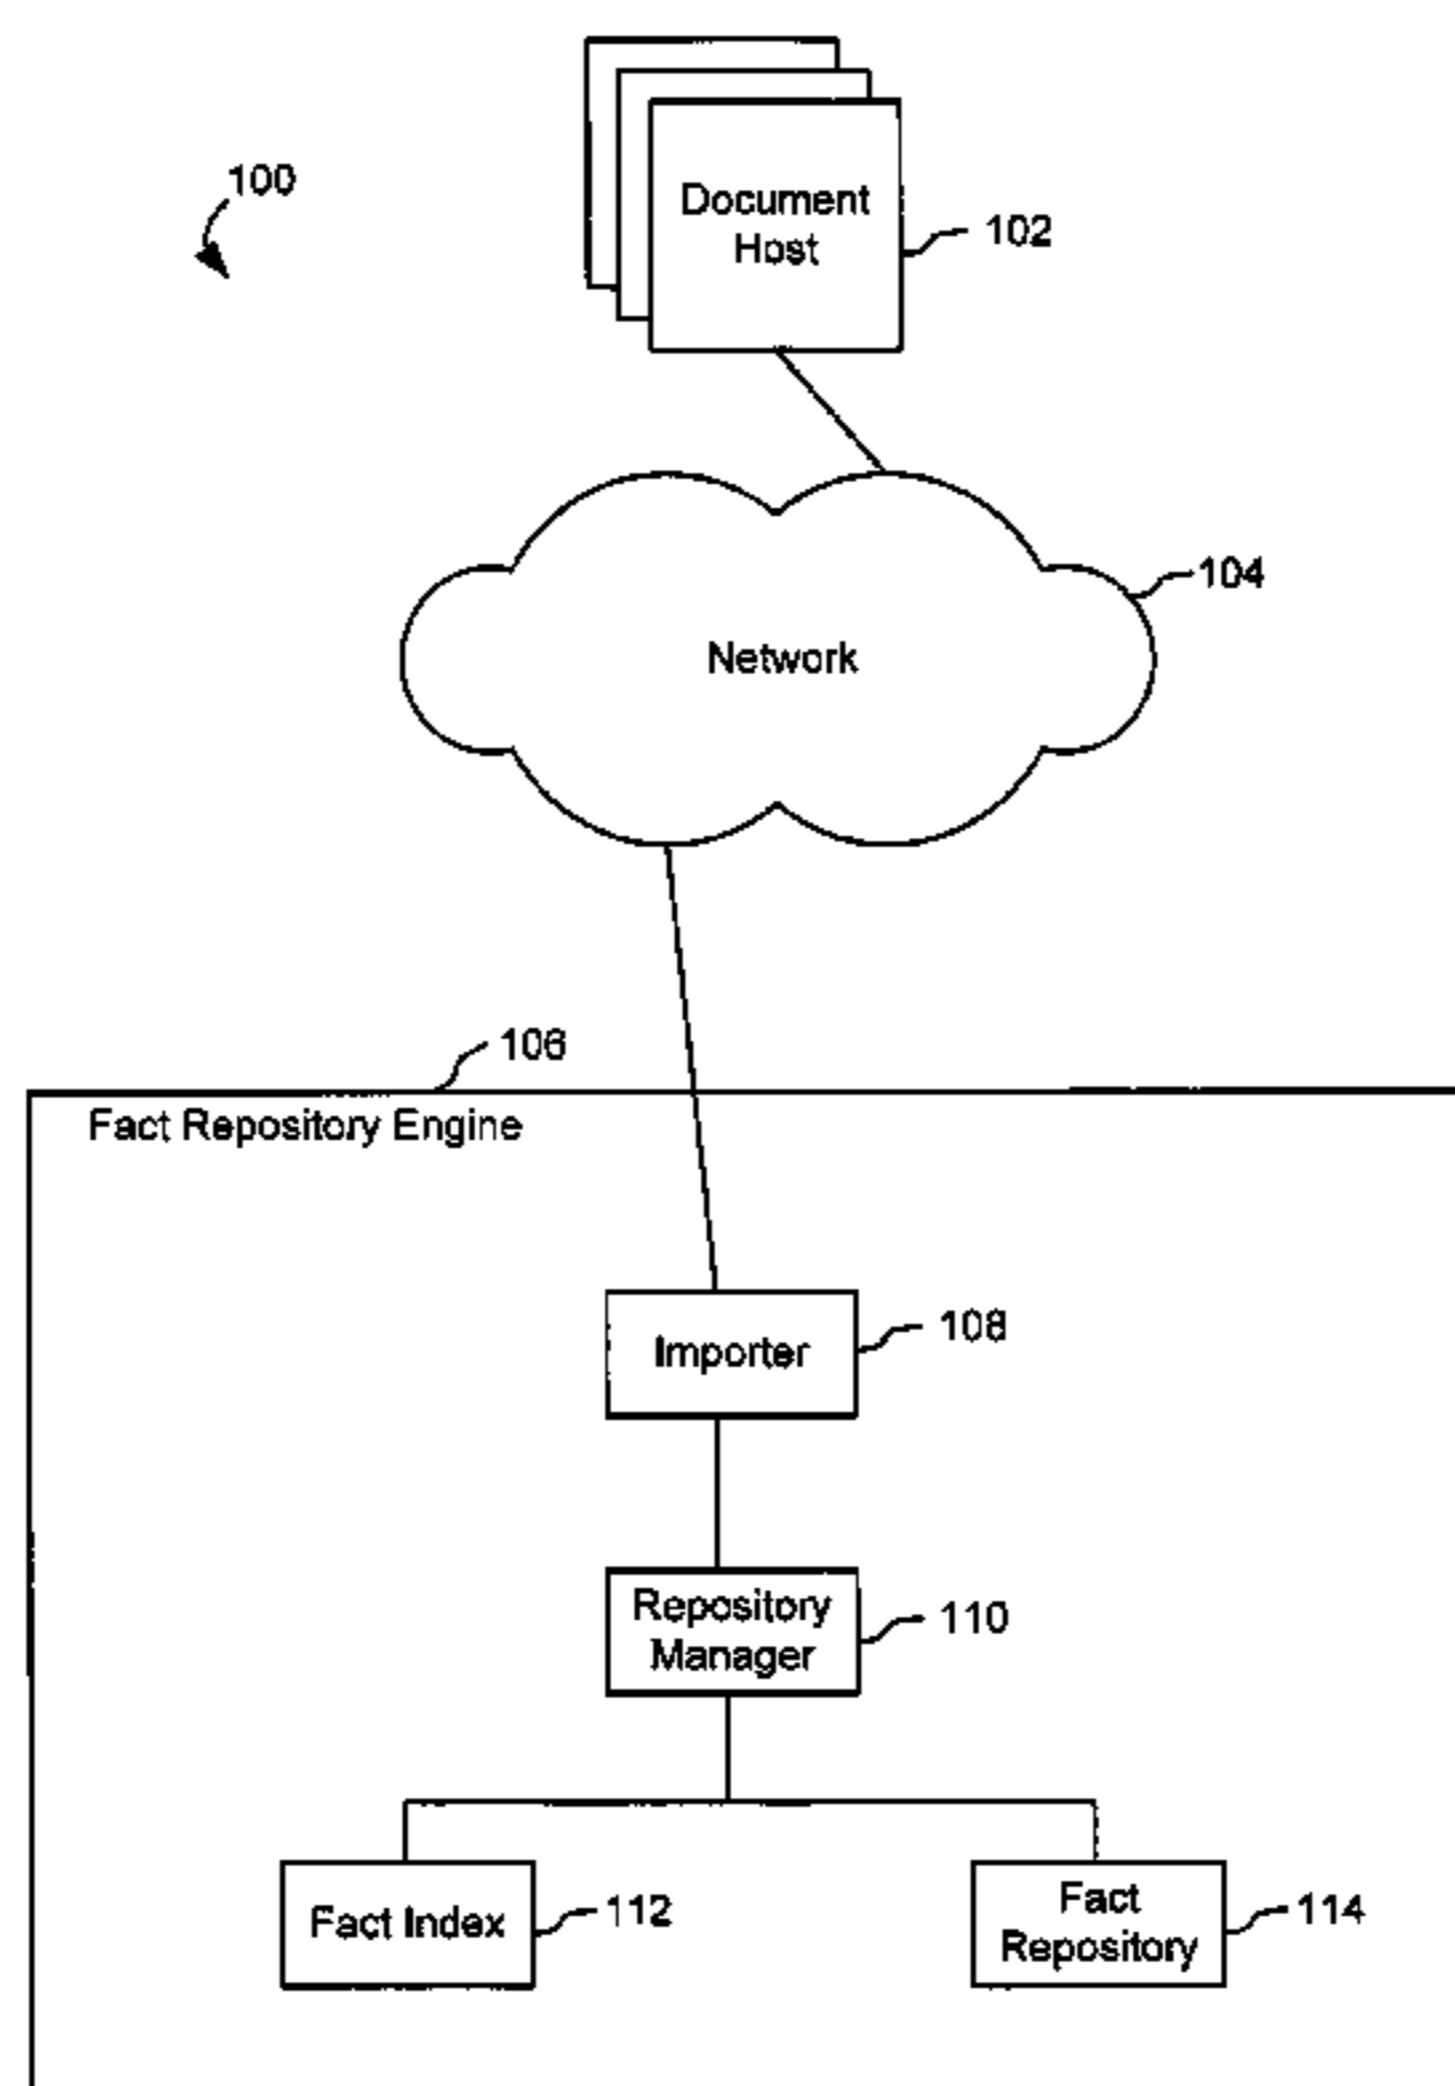 100
Document
Host
102
104
Network
106
Fact Repository Engine
Importer
108
Repository
Manager
110
Fact Index
112
Fact
Repository
114